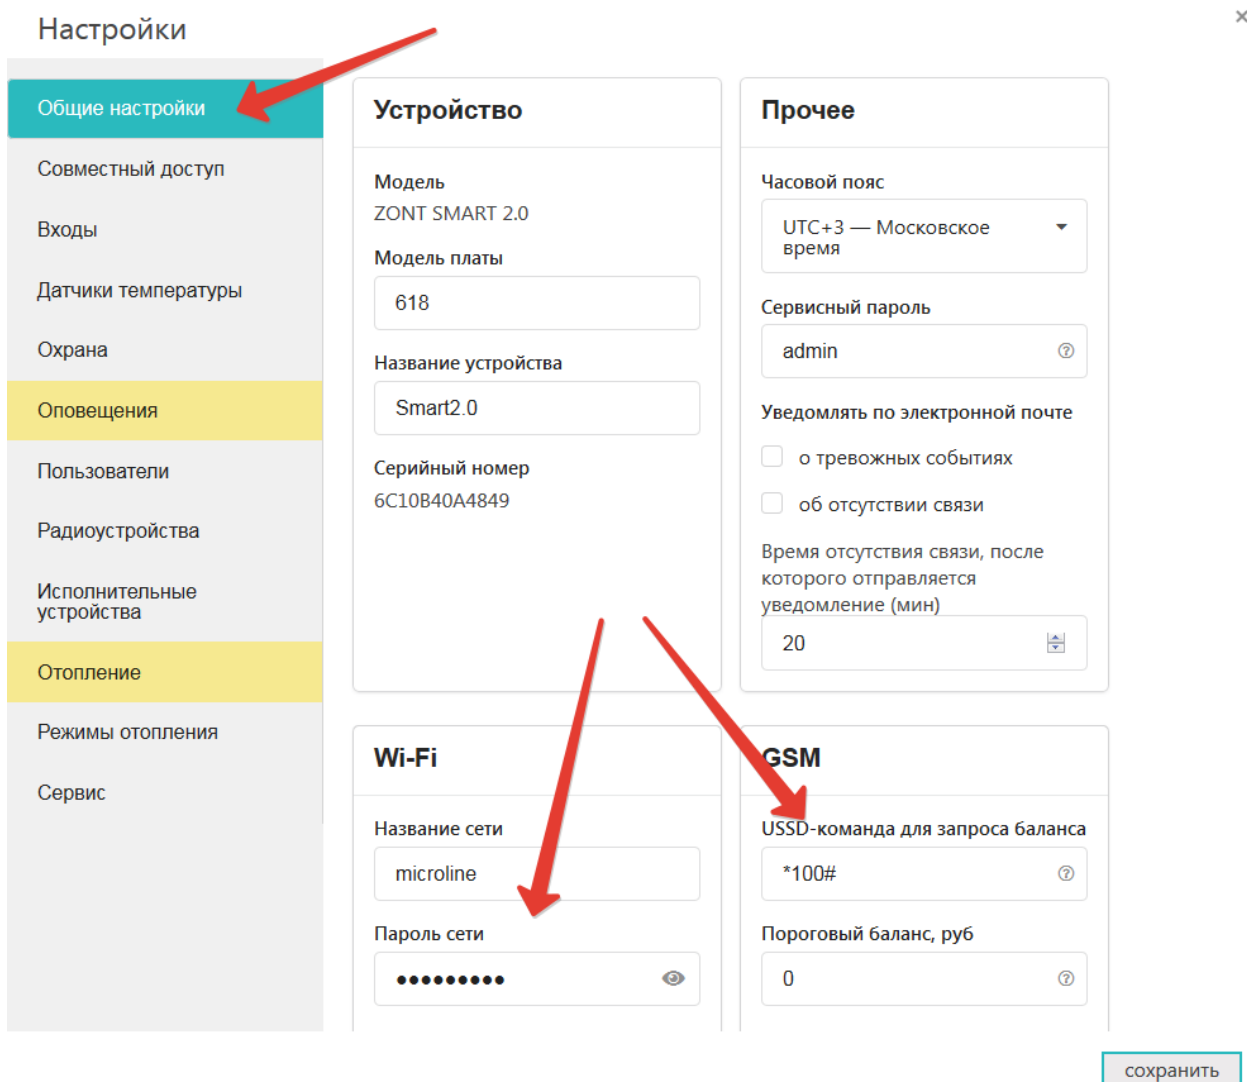 Настройки
Общие настройки
Совместный доступ
Входы
Датчики температуры
Охрана
Оповещения
Пользователи
Радиоустройства
Исполнительные
устройства
Отопление
Режимы отопления
Сервис
Устройство
Модель
ZONT SMART 2.0
Модель платы
618
Название устройства
Smart2.0
Серийный номер
6C10B40A4849
Прочее
Часовой пояс
UTC+3 — Московское
время
Сервисный пароль
admin
Уведомлять по электронной почте
о тревожных событиях
об отсутствии связи
Время отсутствия связи, после
которого отправляется
уведомление (мин)
20
Wi-Fi
Название сети
microline
Пароль сети
•••••••••
GSM
USSD-команда для запроса баланса
*100#
Пороговый баланс, руб
0
сохранить